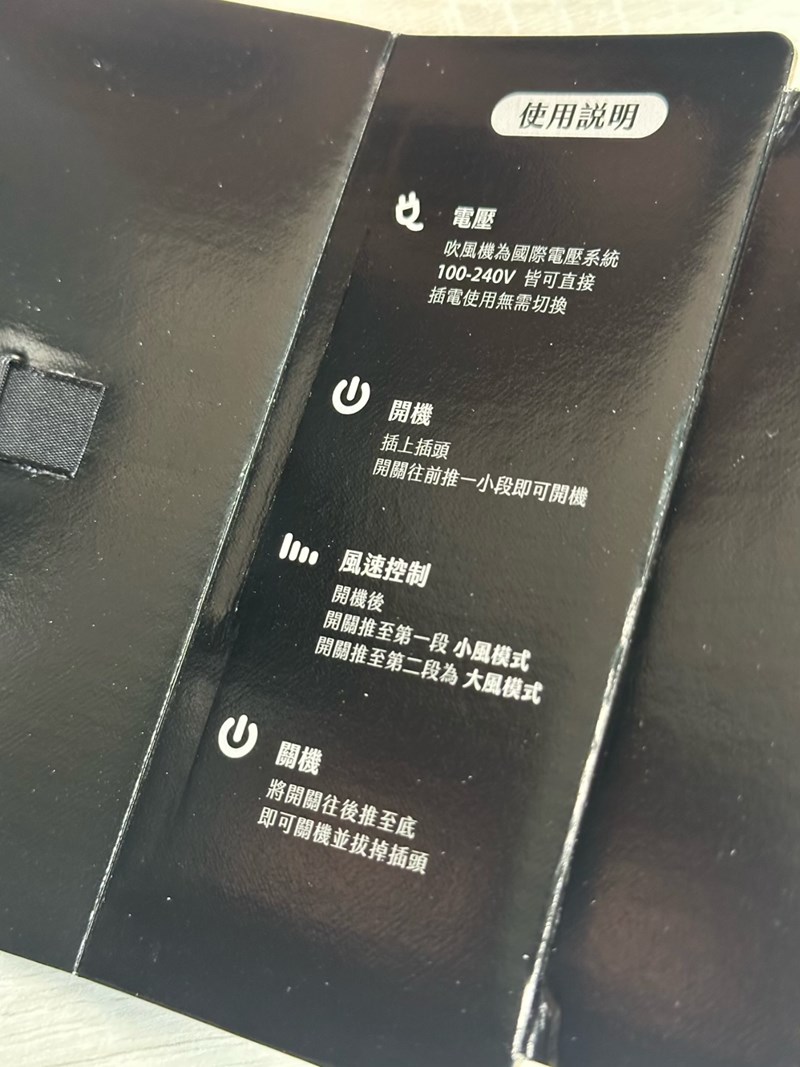 使用說明
電壓
吹風機為國際電壓系統
100-240V 皆可直接
插電使用無需切換
開機
插上插頭
開關往前推一小段即可開機
風速控制
開機後
開關推至第一段 小風模式
開關推至第二段為 大風模式
關機
將開關往後推至底
即可關機並拔掉插頭